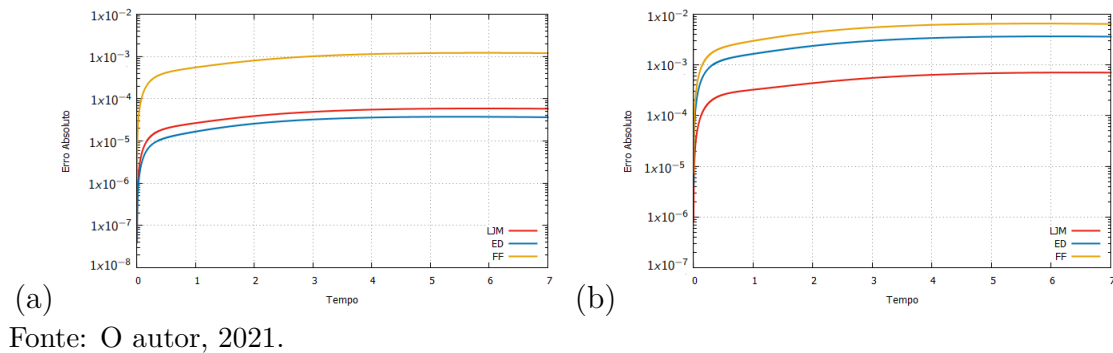 1x10^-2
1x10^-3
1x10^-4
1x10^-5
1x10^-6
1x10^-7
1x10^-8
Erro Absoluto
LJM
ED
FF
0 1 2 3 4 5 6 7
Tempo
(a)
1x10^-2
1x10^-3
1x10^-4
1x10^-5
1x10^-6
1x10^-7
Erro Absoluto
LJM
ED
FF
0 1 2 3 4 5 6 7
Tempo
(b)
Fonte: O autor, 2021.